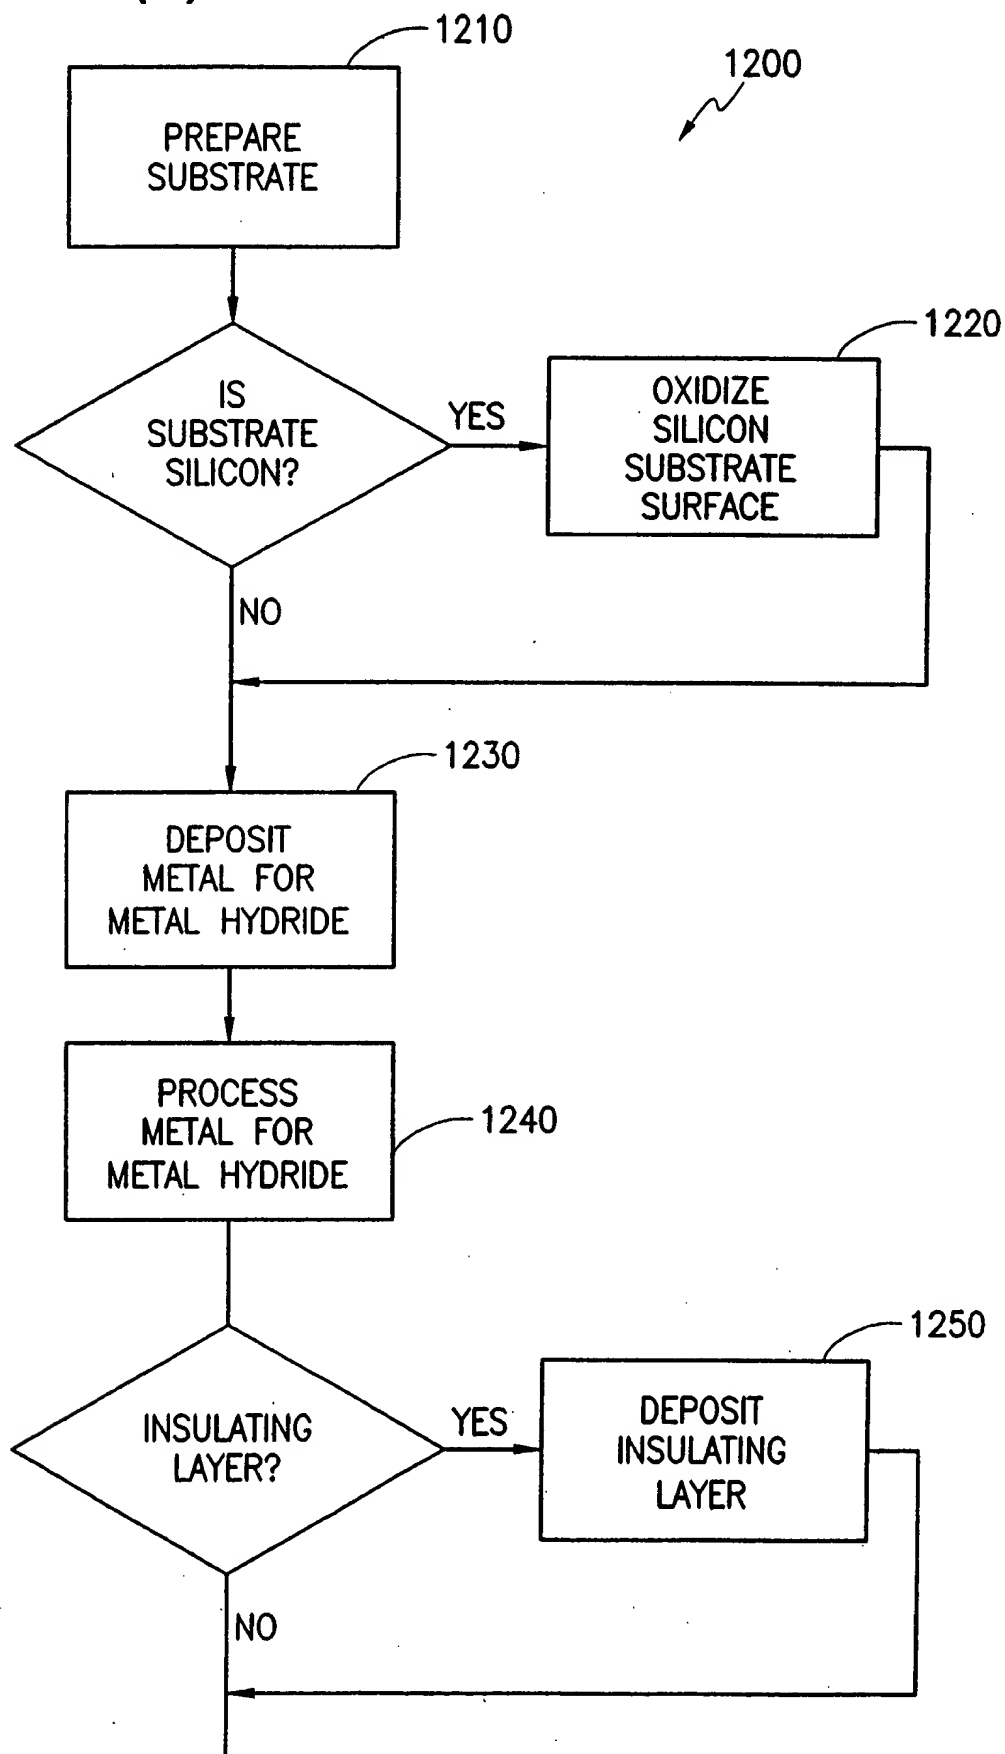 1210
1200
PREPARE
SUBSTRATE
1220
IS
SUBSTRATE
SILICON?
YES
OXIDIZE
SILICON
SUBSTRATE
SURFACE
NO
1230
DEPOSIT
METAL FOR
METAL HYDRIDE
PROCESS
METAL FOR
METAL HYDRIDE
1240
1250
INSULATING
LAYER?
YES
DEPOSIT
INSULATING
LAYER
NO